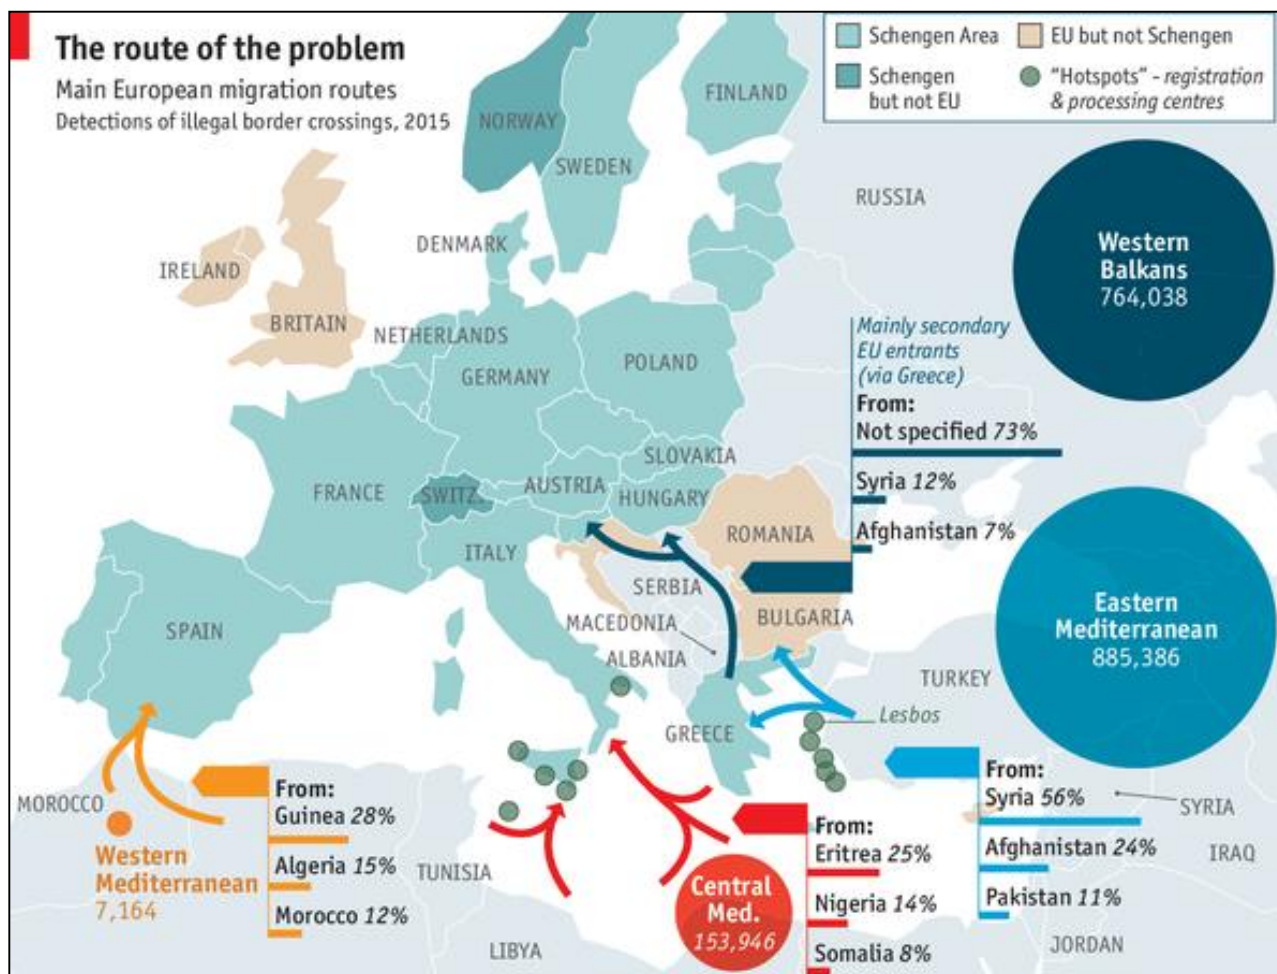 The route of the problem
Main European migration routes
Detections of illegal border crossings, 2015
Schengen Area
EU but not Schengen
Schengen
but not EU
"Hotspots" - registration
& processing centres
FINLAND
NORWAY
SWEDEN
RUSSIA
DENMARK
IRELAND
BRITAIN
NETHERLANDS
GERMANY
POLAND
SLOVAKIA
FRANCE
SWITZ.
AUSTRIA
HUNGARY
ITALY
ROMANIA
SERBIA
SPAIN
MACEDONIA
BULGARIA
ALBANIA
TURKEY
GREECE
Lesbos
MOROCCO
TUNISIA
LIBYA
SYRIA
IRAQ
JORDAN
Western
Balkans
764,038
Mainly secondary
EU entrants
(via Greece)
From:
Not specified 73%
Syria 12%
Afghanistan 7%
Eastern
Mediterranean
885,386
From:
Syria 56%
Afghanistan 24%
Pakistan 11%
Central
Med.
153,946
From:
Eritrea 25%
Nigeria 14%
Somalia 8%
Western
Mediterranean
7,164
From:
Guinea 28%
Algeria 15%
Morocco 12%